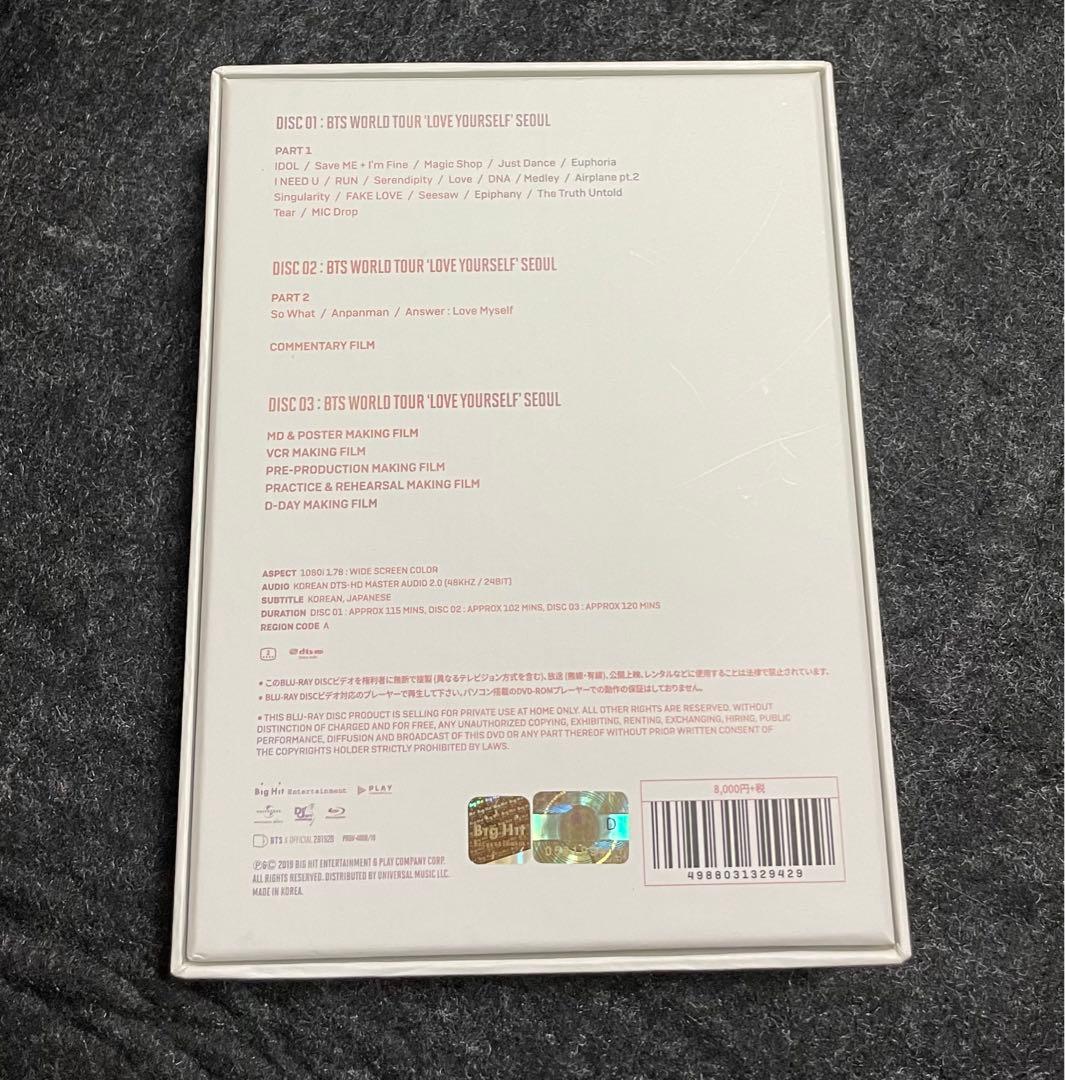 DISC 01 : BTS WORLD TOUR ‘LOVE YOURSELF’ SEOUL
PART 1
IDOL / Save ME + I'm Fine / Magic Shop / Just Dance / Euphoria
I NEED U / RUN / Serendipity / Love / DNA / Medley / Airplane pt.2
Singularity / FAKE LOVE / Seesaw / Epiphany / The Truth Untold
Tear / MIC Drop
DISC 02 : BTS WORLD TOUR ‘LOVE YOURSELF’ SEOUL
PART 2
So What / Anpanman / Answer : Love Myself
COMMENTARY FILM
DISC 03 : BTS WORLD TOUR ‘LOVE YOURSELF’ SEOUL
MD & POSTER MAKING FILM
VCR MAKING FILM
PRE-PRODUCTION MAKING FILM
PRACTICE & REHEARSAL MAKING FILM
D-DAY MAKING FILM
ASPECT 1080i 1.78 : WIDE SCREEN COLOR
AUDIO KOREAN DTS-HD MASTER AUDIO 2.0 (48KHZ / 24BIT)
SUBTITLE KOREAN, JAPANESE
DURATION DISC 01 : APPROX 115 MINS, DISC 02 : APPROX 102 MINS, DISC 03 : APPROX 120 MINS
REGION CODE A
2 dts
• このBLU-RAY DISCビデオを権利者に無断で複製(異なるテレビジョン方式を含む)、放送(無線・有線)、公開上映、レンタルなどに使用することは法律で禁止されています。
• BLU-RAY DISCビデオ対応のプレーヤーで再生して下さい。パソコン搭載のDVD-ROMプレーヤーでの動作の保証はしておりません。
• THIS BLU-RAY DISC PRODUCT IS SELLING FOR PRIVATE USE AT HOME ONLY. ALL OTHER RIGHTS ARE RESERVED. WITHOUT
DISTINCTION OF CHARGED AND FOR FREE, ANY UNAUTHORIZED COPYING, EXHIBITING, RENTING, EXCHANGING, HIRING, PUBLIC
PERFORMANCE, DIFFUSION AND BROADCAST OF THIS DVD OR ANY PART THEREOF WITHOUT PRIOR WRITTEN CONSENT OF
THE COPYRIGHTS HOLDER STRICTLY PROHIBITED BY LAWS.
Big Hit Entertainment PLAY
UNIVERSAL Def Jam Blu-ray
BTS X OFFICIAL 281520
Ⓟ&Ⓒ 2019 BIG HIT ENTERTAINMENT & PLAY COMPANY CORP.
ALL RIGHTS RESERVED. DISTRIBUTED BY UNIVERSAL MUSIC LLC.
MADE IN KOREA.
Big Hit
Entertainment
D
8,000円+税
4988031329429